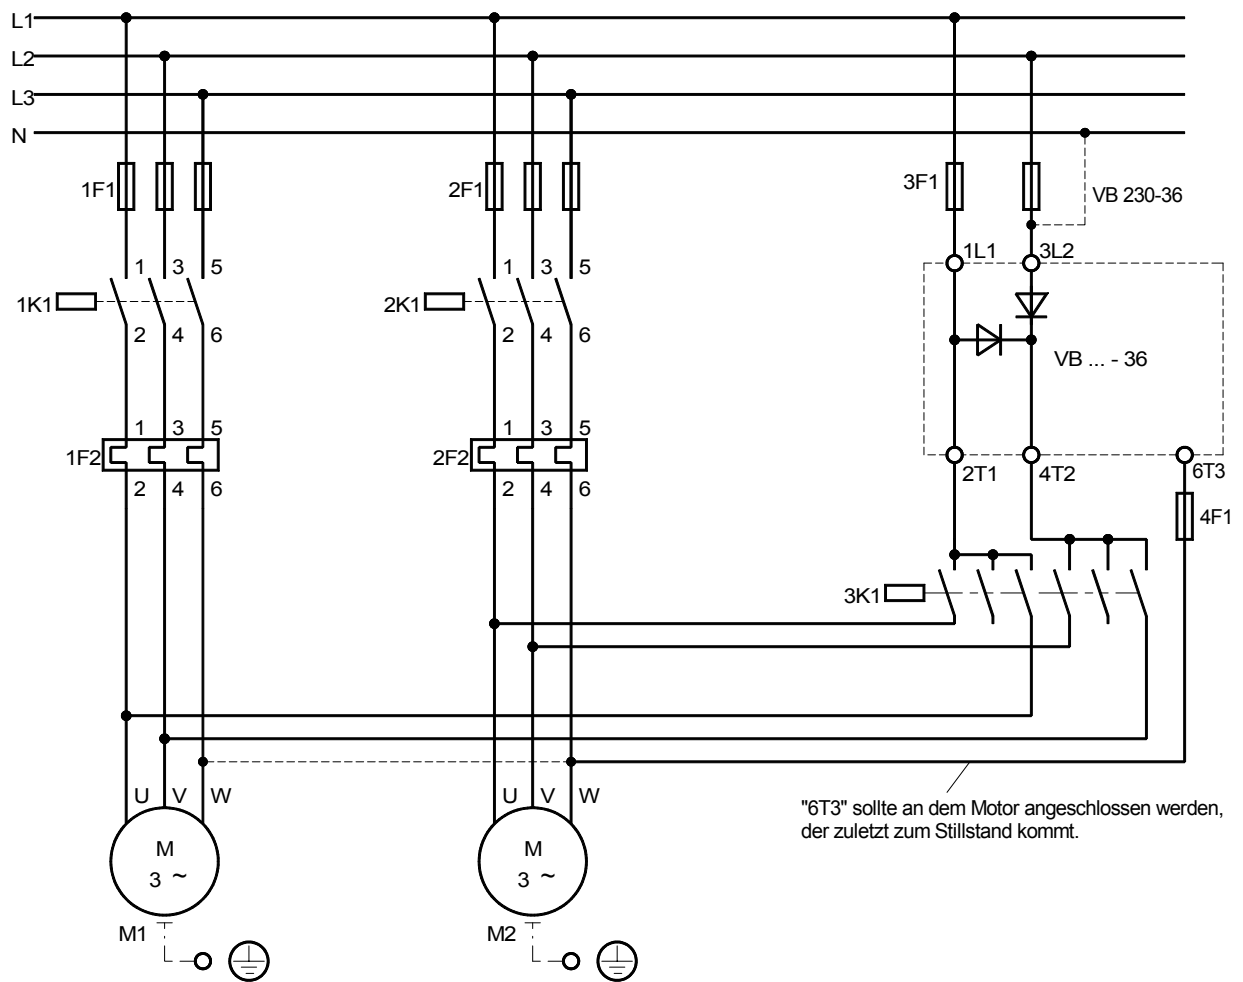 L1
L2
L3
N
1F1
2F1
3F1
VB 230-36
1 3 5
1 3 5
1L1 3L2
1K1
2K1
2 4 6
2 4 6
VB ... - 36
1 3 5
1 3 5
1F2
2F2
2 4 6
2 4 6
2T1 4T2 6T3
4F1
3K1
U V W
U V W
"6T3" sollte an dem Motor angeschlossen werden,
der zuletzt zum Stillstand kommt.
M
3 ~
M
3 ~
M1
M2